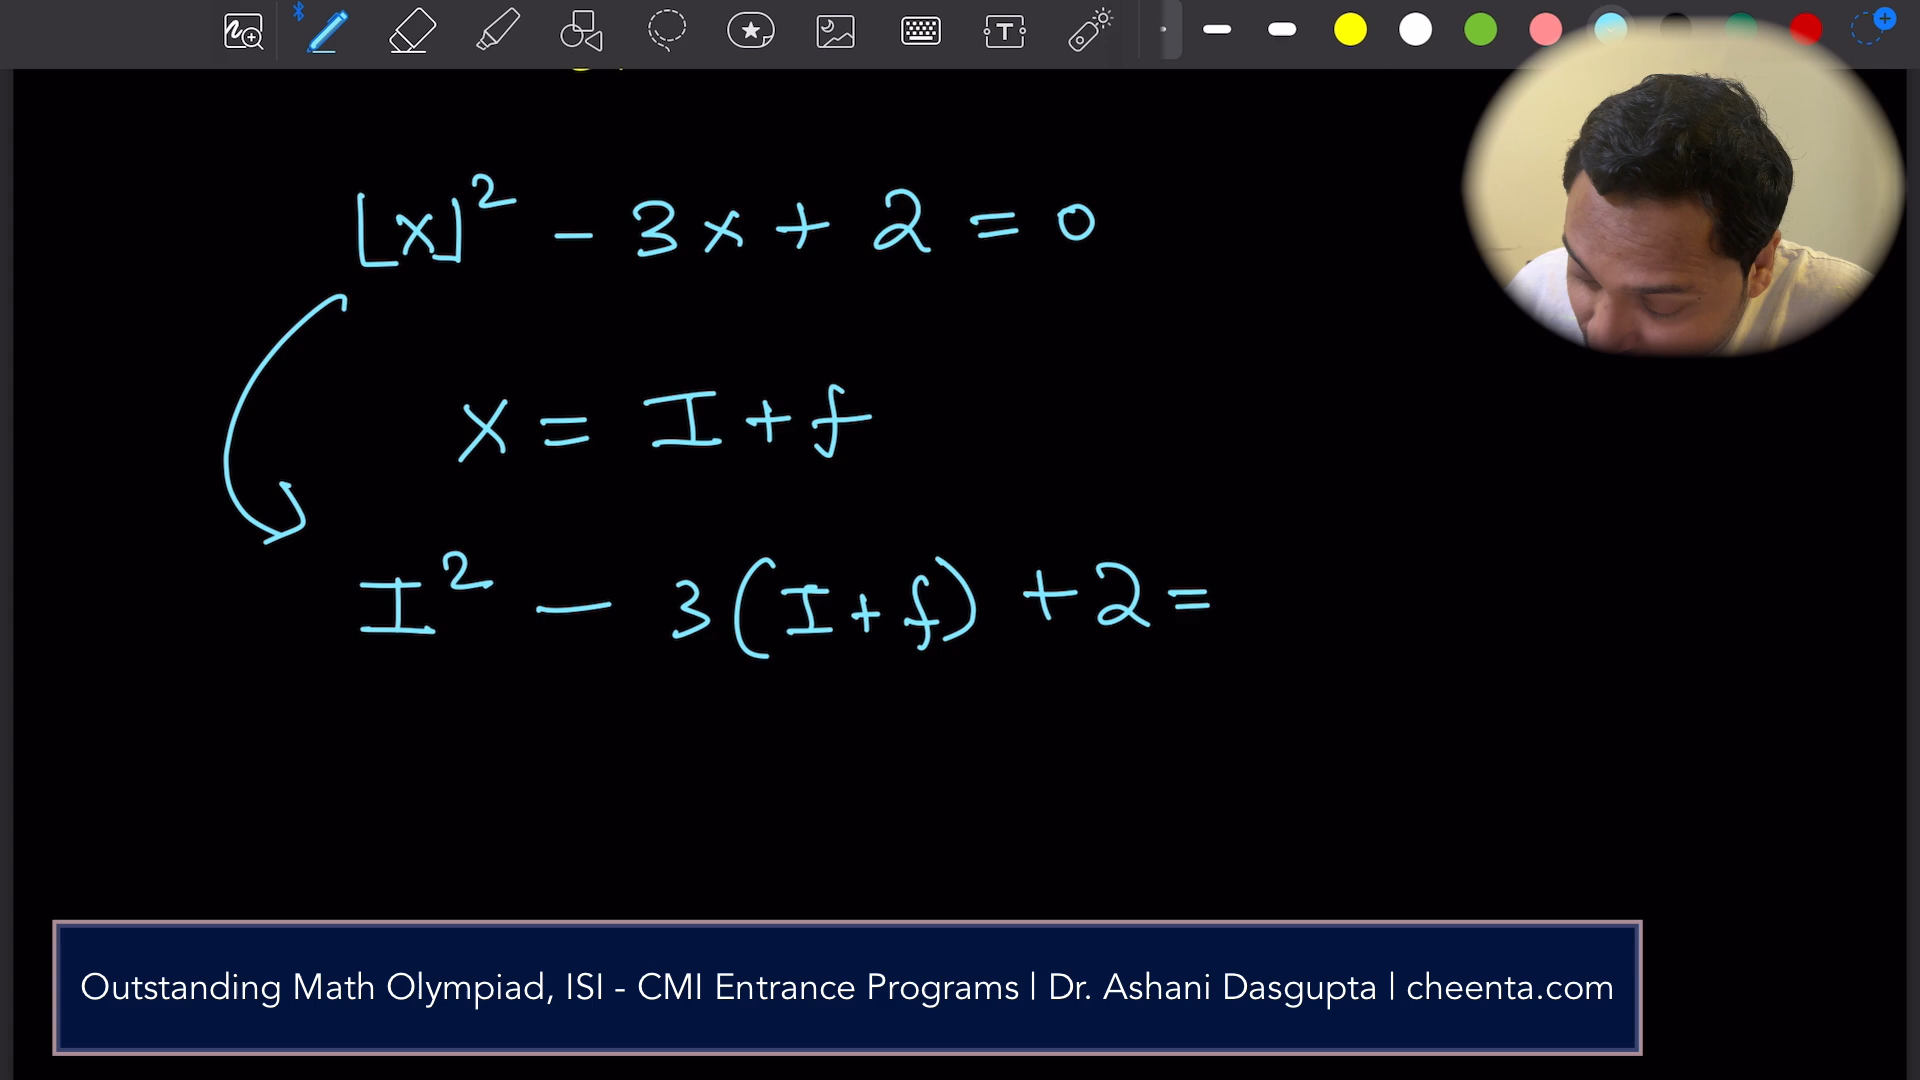 ⌊x⌋² - 3x + 2 = 0
x = I + f
I² - 3(I + f) + 2 =
Outstanding Math Olympiad, ISI - CMI Entrance Programs | Dr. Ashani Dasgupta | cheenta.com